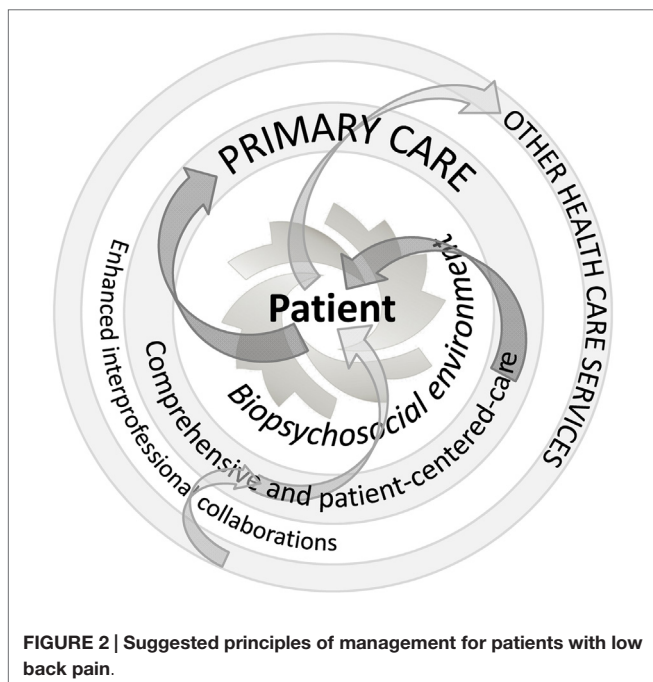 PRIMARY CARE
OTHER HEALTH CARE SERVICES
Patient
Biopsychosocial environment
Comprehensive and patient-centered-care
Enhanced interprofessional collaborations
FIGURE 2 | Suggested principles of management for patients with low
back pain.